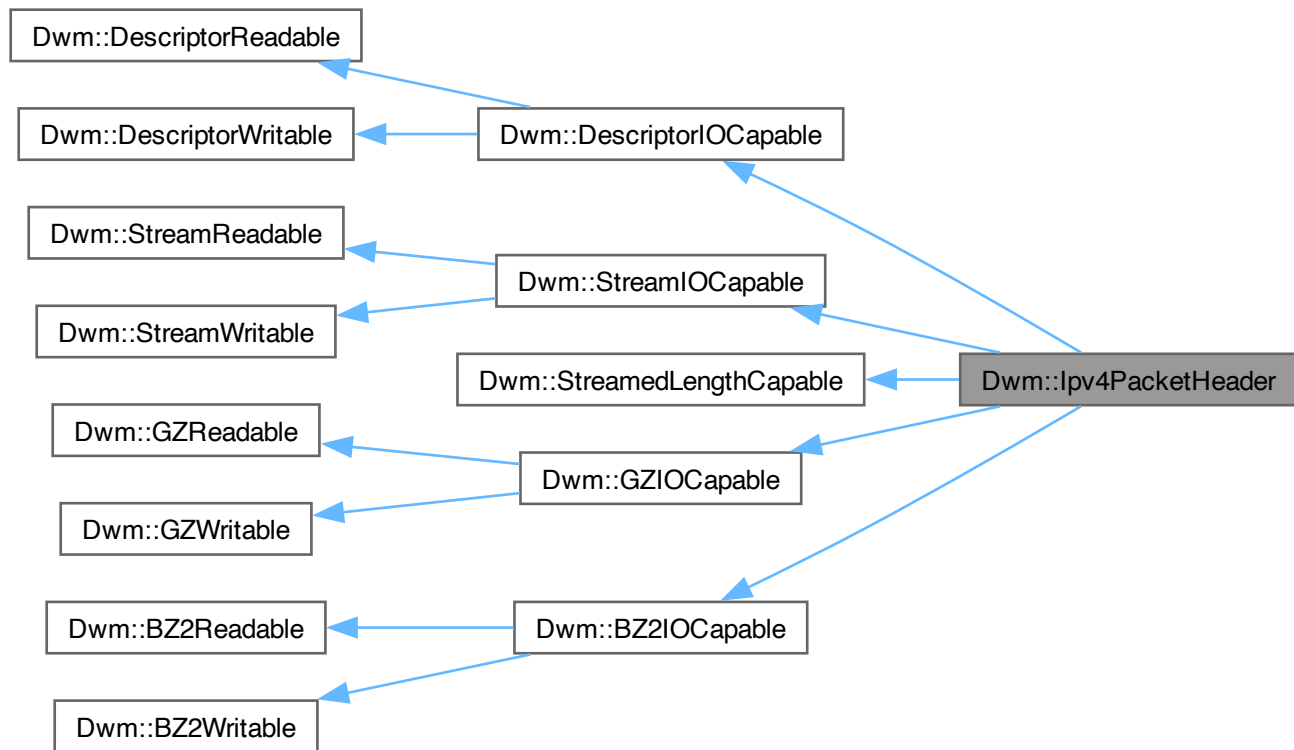 Dwm::DescriptorReadable
Dwm::DescriptorWritable
Dwm::DescriptorIOCapable
Dwm::StreamReadable
Dwm::StreamWritable
Dwm::StreamIOCapable
Dwm::StreamedLengthCapable
Dwm::Ipv4PacketHeader
Dwm::GZReadable
Dwm::GZWritable
Dwm::GZIOCapable
Dwm::BZ2Readable
Dwm::BZ2IOCapable
Dwm::BZ2Writable